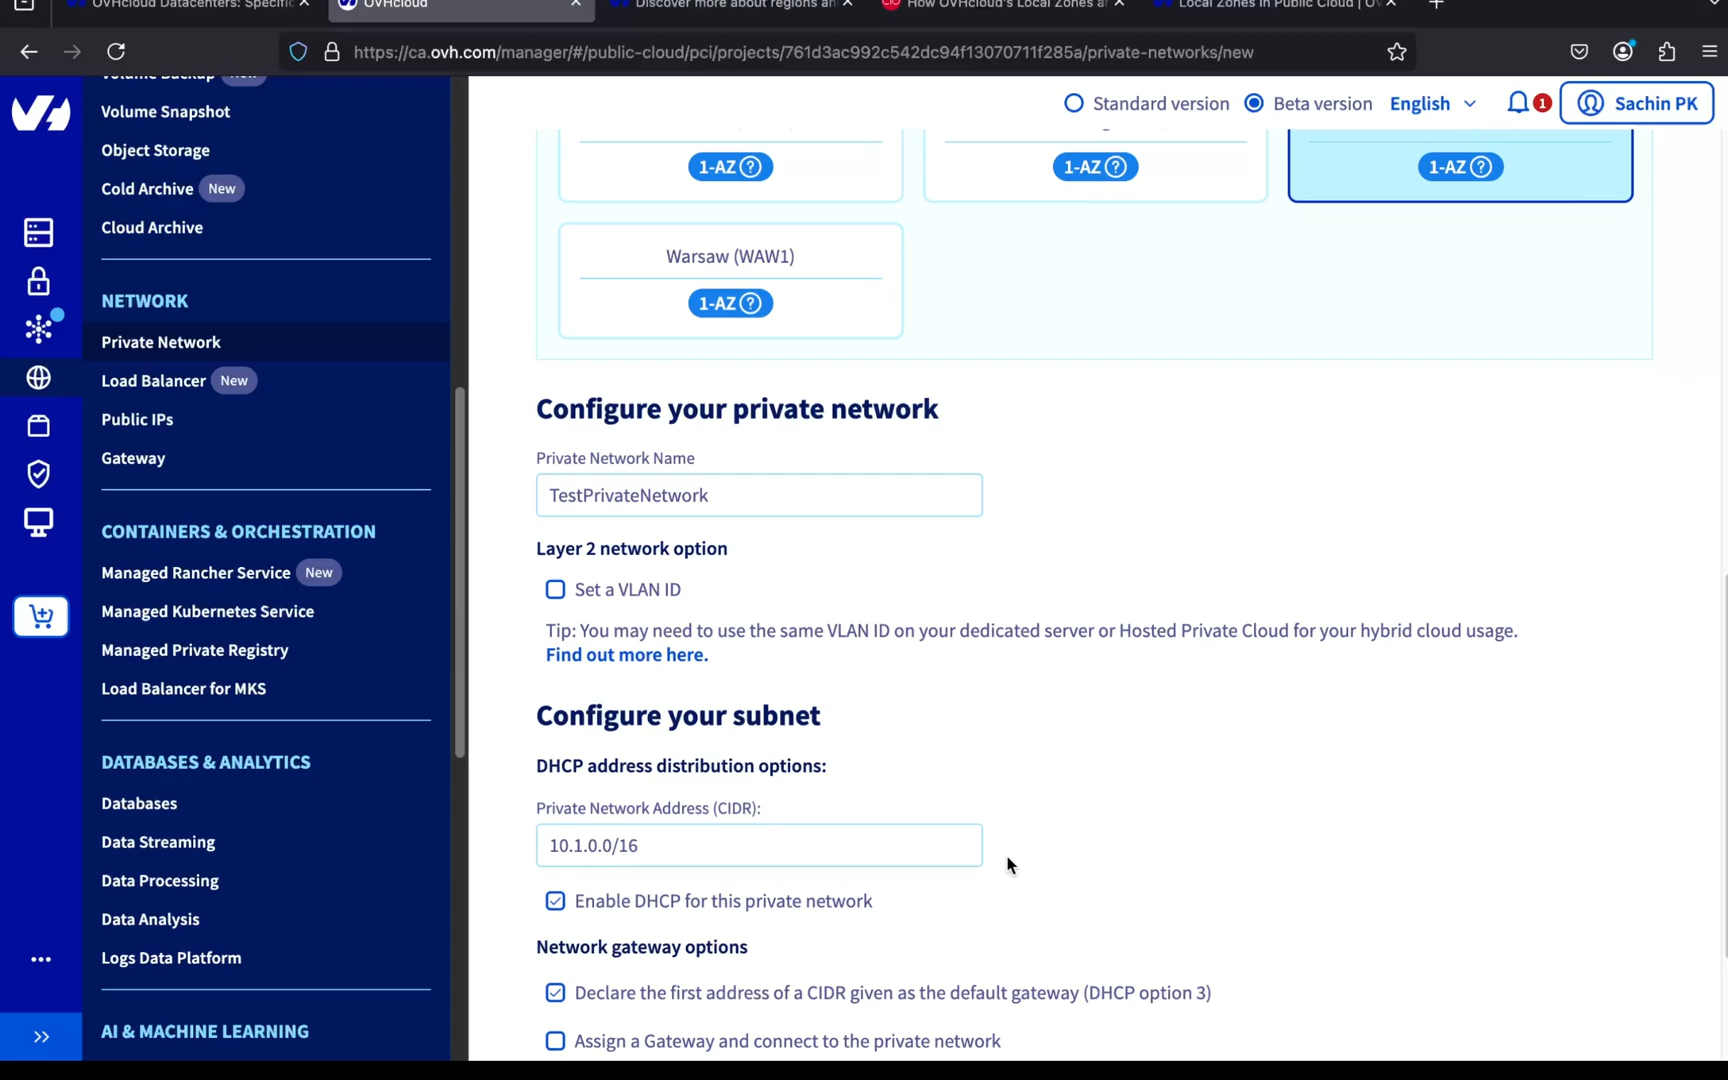 OVHcloud Datacenters: Specific
OVHcloud
Discover more about regions an
How OVHcloud's Local Zones ar
Local Zones in Public Cloud | OV
https://ca.ovh.com/manager/#/public-cloud/pci/projects/761d3ac992c542dc94f13070711f285a/private-networks/new
Standard version
Beta version
English
1
Sachin PK
Volume Backup New
Volume Snapshot
Object Storage
Cold Archive New
Cloud Archive
NETWORK
Private Network
Load Balancer New
Public IPs
Gateway
CONTAINERS & ORCHESTRATION
Managed Rancher Service New
Managed Kubernetes Service
Managed Private Registry
Load Balancer for MKS
DATABASES & ANALYTICS
Databases
Data Streaming
Data Processing
Data Analysis
Logs Data Platform
AI & MACHINE LEARNING
1-AZ
1-AZ
1-AZ
Warsaw (WAW1)
1-AZ
Configure your private network
Private Network Name
TestPrivateNetwork
Layer 2 network option
Set a VLAN ID
Tip: You may need to use the same VLAN ID on your dedicated server or Hosted Private Cloud for your hybrid cloud usage.
Find out more here.
Configure your subnet
DHCP address distribution options:
Private Network Address (CIDR):
10.1.0.0/16
Enable DHCP for this private network
Network gateway options
Declare the first address of a CIDR given as the default gateway (DHCP option 3)
Assign a Gateway and connect to the private network